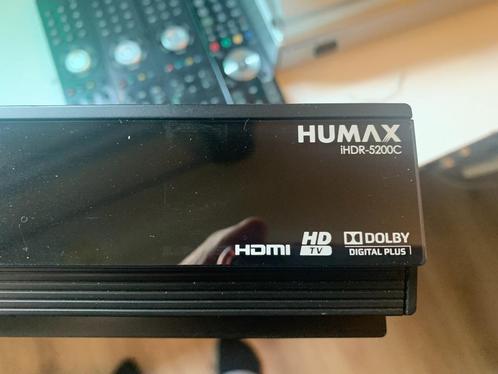 HUMAX
iHDR-5200C
HDMI HD TV DOLBY
DIGITAL PLUS